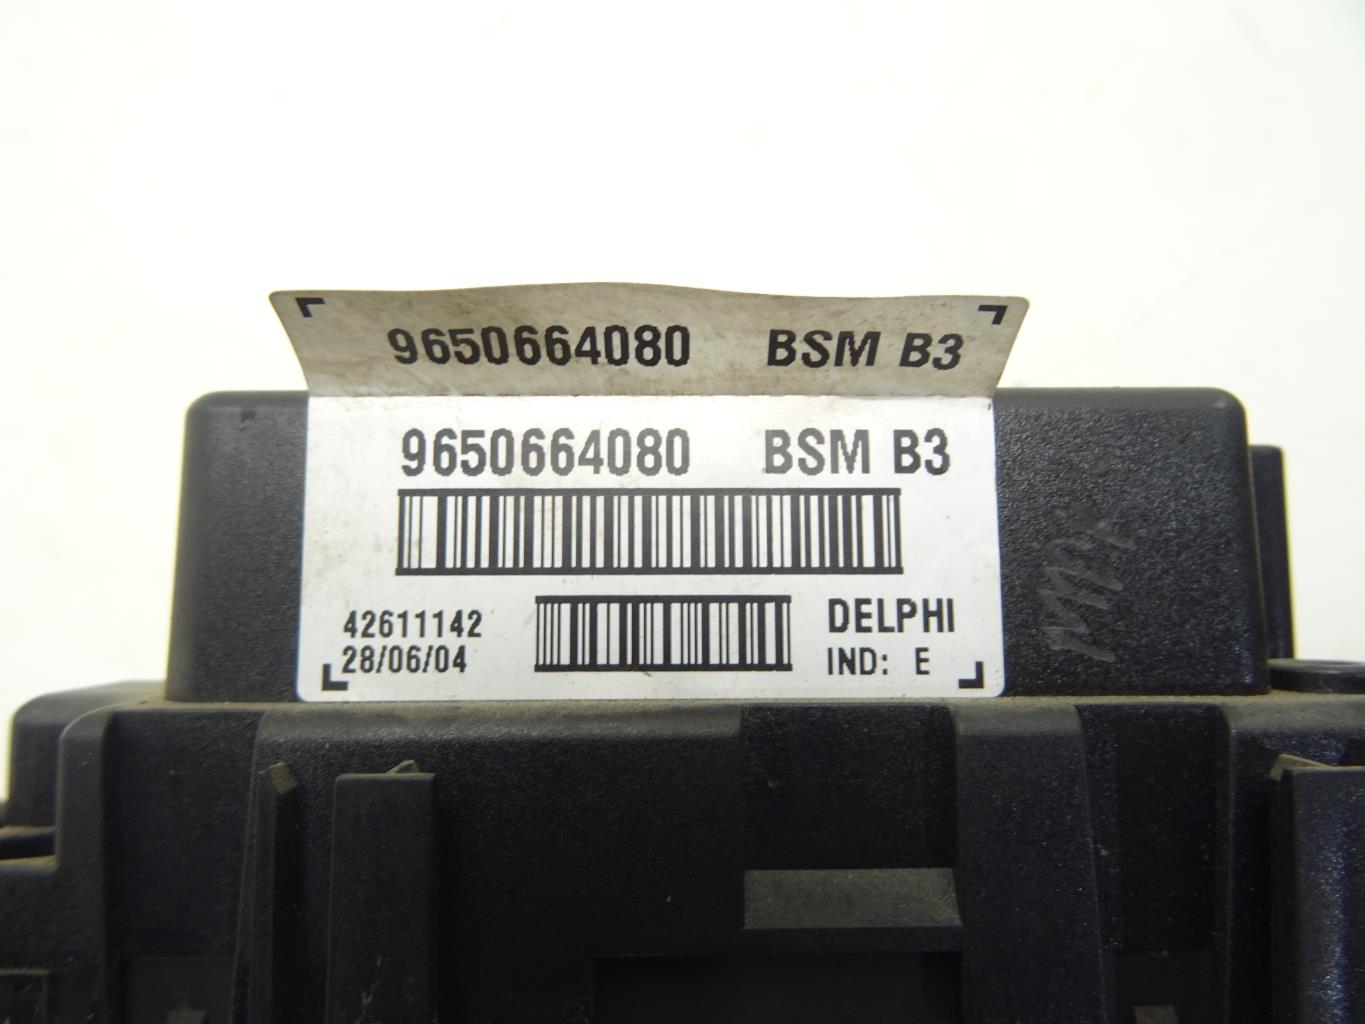 9650664080 BSM B3
9650664080 BSM B3
42611142 DELPHI
28/06/04 IND: E